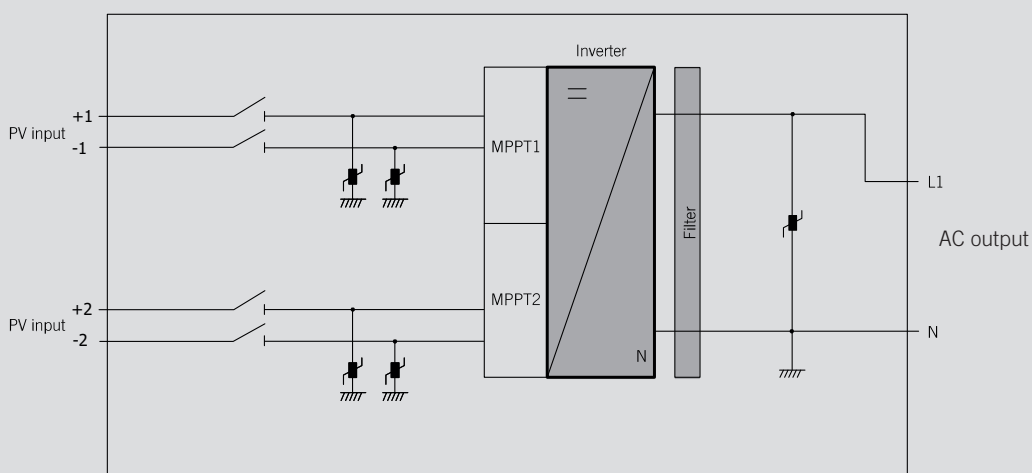 Inverter
PV input
+1
-1
MPPT1
L1
Filter
AC output
MPPT2
PV input
+2
-2
N
N